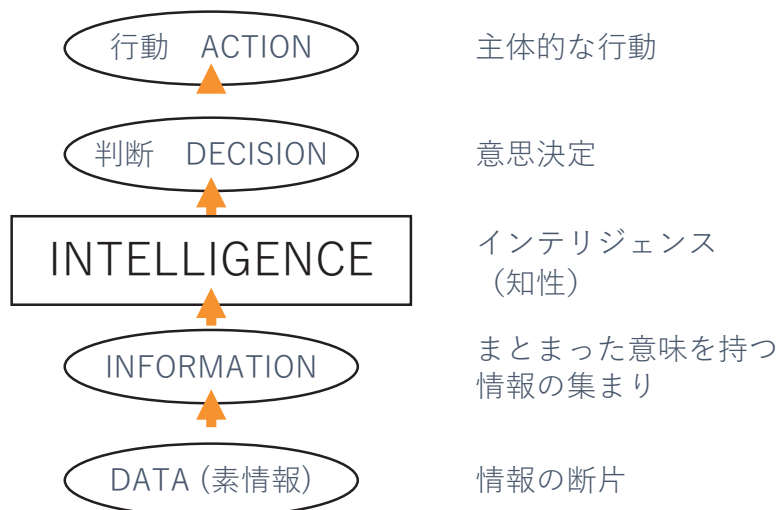 行動　ACTION
主体的な行動
判断　DECISION
意思決定
INTELLIGENCE
インテリジェンス
（知性）
INFORMATION
まとまった意味を持つ
情報の集まり
DATA (素情報)
情報の断片